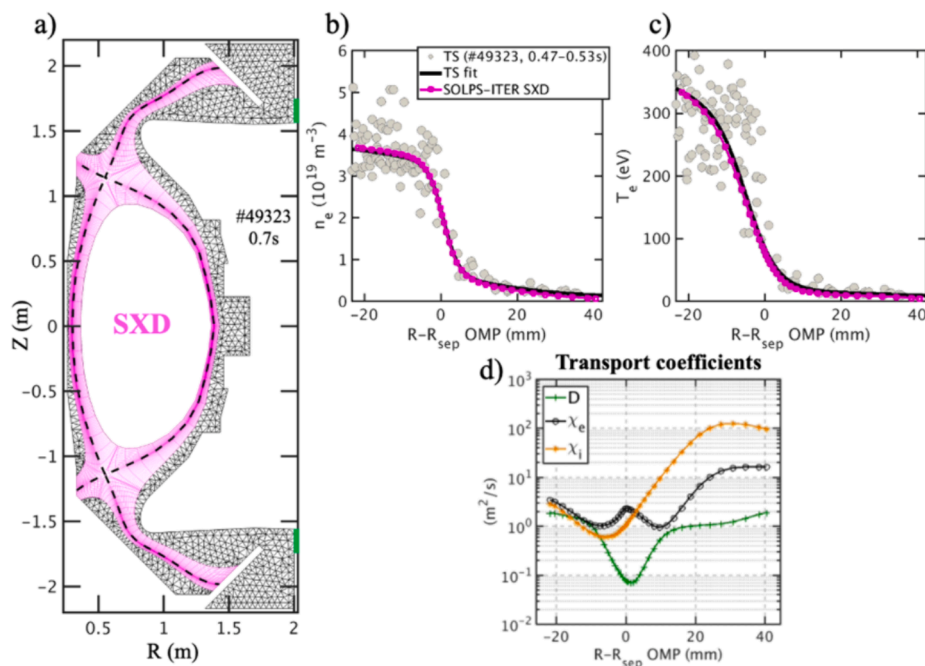 a)
2
1.5
1
0.5
0
−0.5
−1
−1.5
−2
Z (m)
0.5
1
1.5
2
R (m)
#49323
0.7s
SXD
b)
6
5
4
3
2
1
0
n_e (10^19 m^-3)
−20
0
20
40
R−R_sep OMP (mm)
TS (#49323, 0.47−0.53s)
TS fit
SOLPS-ITER SXD
c)
400
300
200
100
0
T_e (eV)
−20
0
20
40
R−R_sep OMP (mm)
Transport coefficients
d)
10^3
10^2
10^1
10^0
10^-1
10^-2
(m^2/s)
D
χ_e
χ_i
−20
0
20
40
R−R_sep OMP (mm)